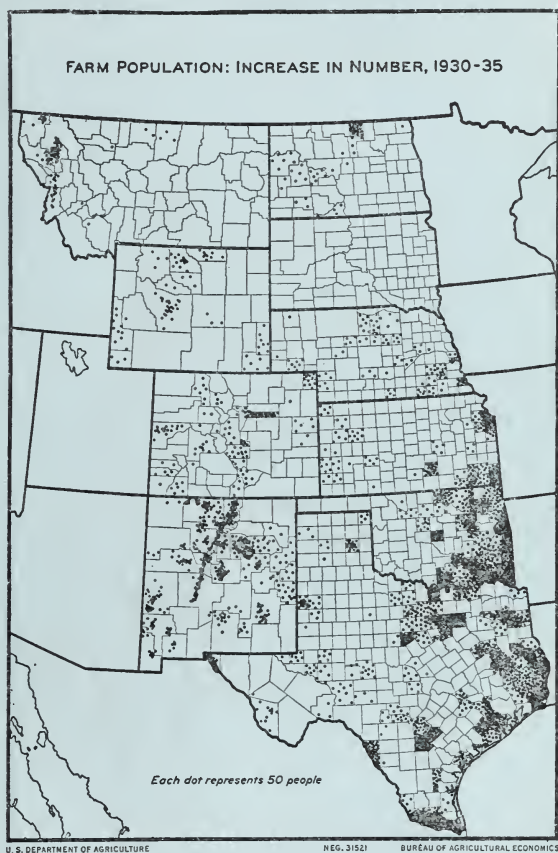 FARM POPULATION: INCREASE IN NUMBER, 1930-35
Each dot represents 50 people
U. S. DEPARTMENT OF AGRICULTURE NEG. 31521 BUREAU OF AGRICULTURAL ECONOMICS